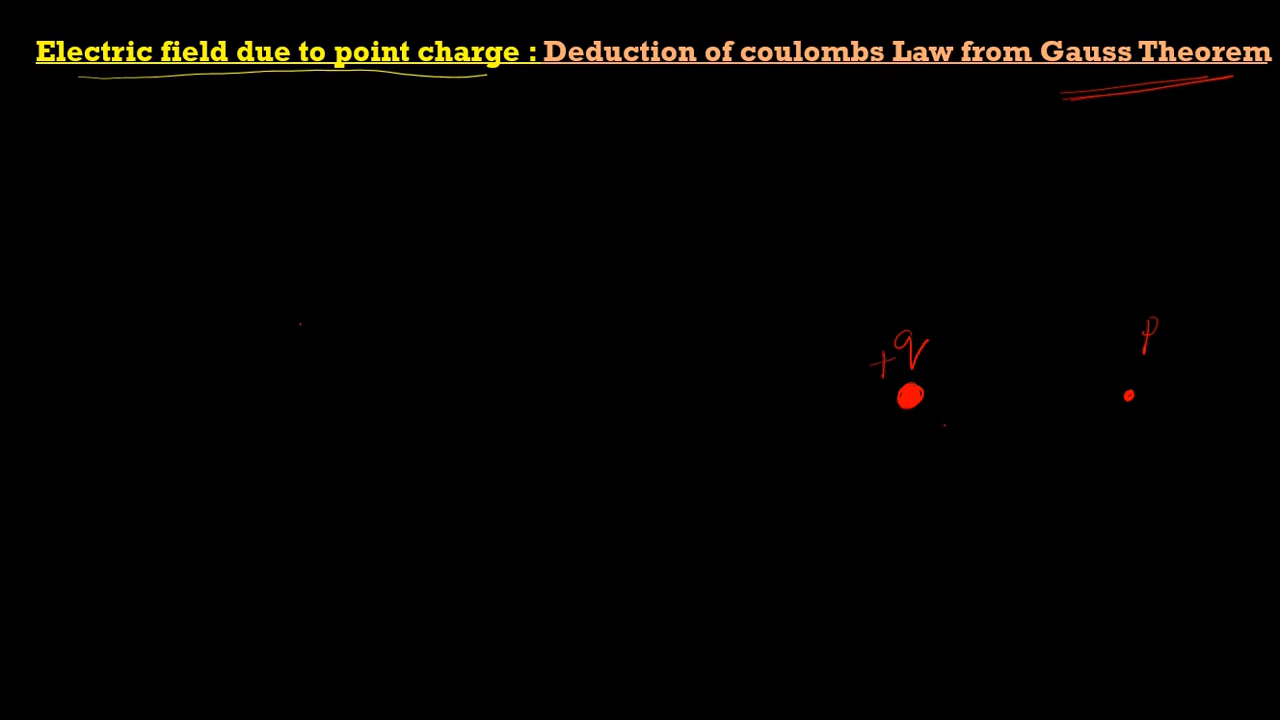 Electric field due to point charge : Deduction of coulombs Law from Gauss Theorem
+q
P